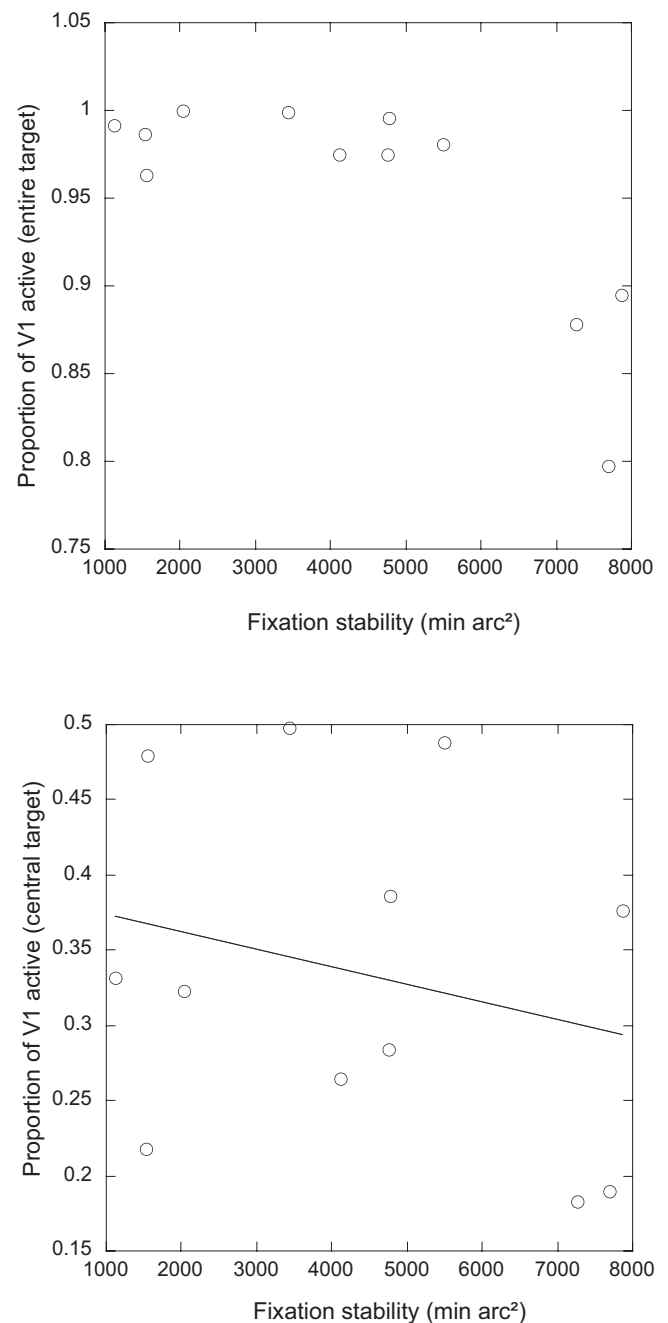 1.05
1
0.95
0.9
0.85
0.8
0.75
Proportion of V1 active (entire target)
1000 2000 3000 4000 5000 6000 7000 8000
Fixation stability (min arc²)
0.5
0.45
0.4
0.35
0.3
0.25
0.2
0.15
Proportion of V1 active (central target)
1000 2000 3000 4000 5000 6000 7000 8000
Fixation stability (min arc²)